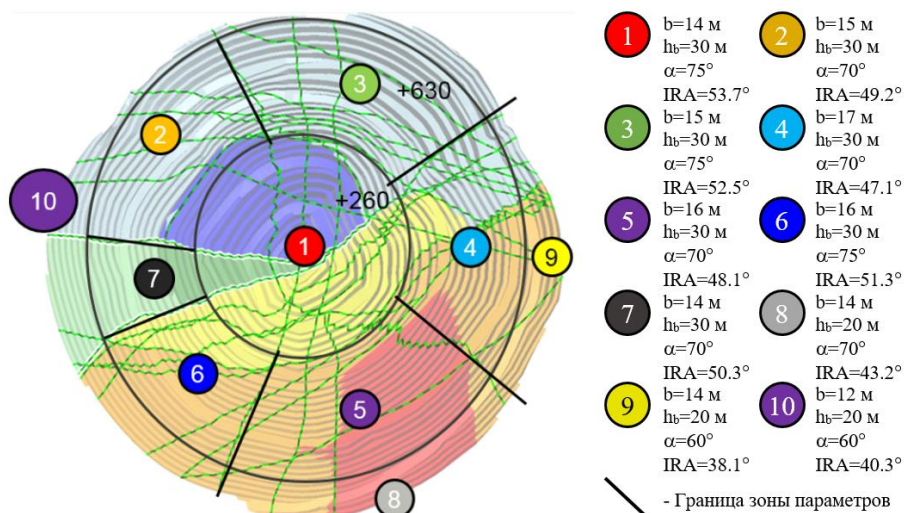 3
+630
2
10
+260
1
4
9
7
6
5
8
1
b=14 м
hb=30 м
α=75°
IRA=53.7°
2
b=15 м
hb=30 м
α=70°
IRA=49.2°
3
b=15 м
hb=30 м
α=75°
IRA=52.5°
4
b=17 м
hb=30 м
α=70°
IRA=47.1°
5
b=16 м
hb=30 м
α=70°
IRA=48.1°
6
b=16 м
hb=30 м
α=75°
IRA=51.3°
7
b=14 м
hb=30 м
α=70°
IRA=50.3°
8
b=14 м
hb=20 м
α=70°
IRA=43.2°
9
b=14 м
hb=20 м
α=60°
IRA=38.1°
10
b=12 м
hb=20 м
α=60°
IRA=40.3°
- Граница зоны параметров